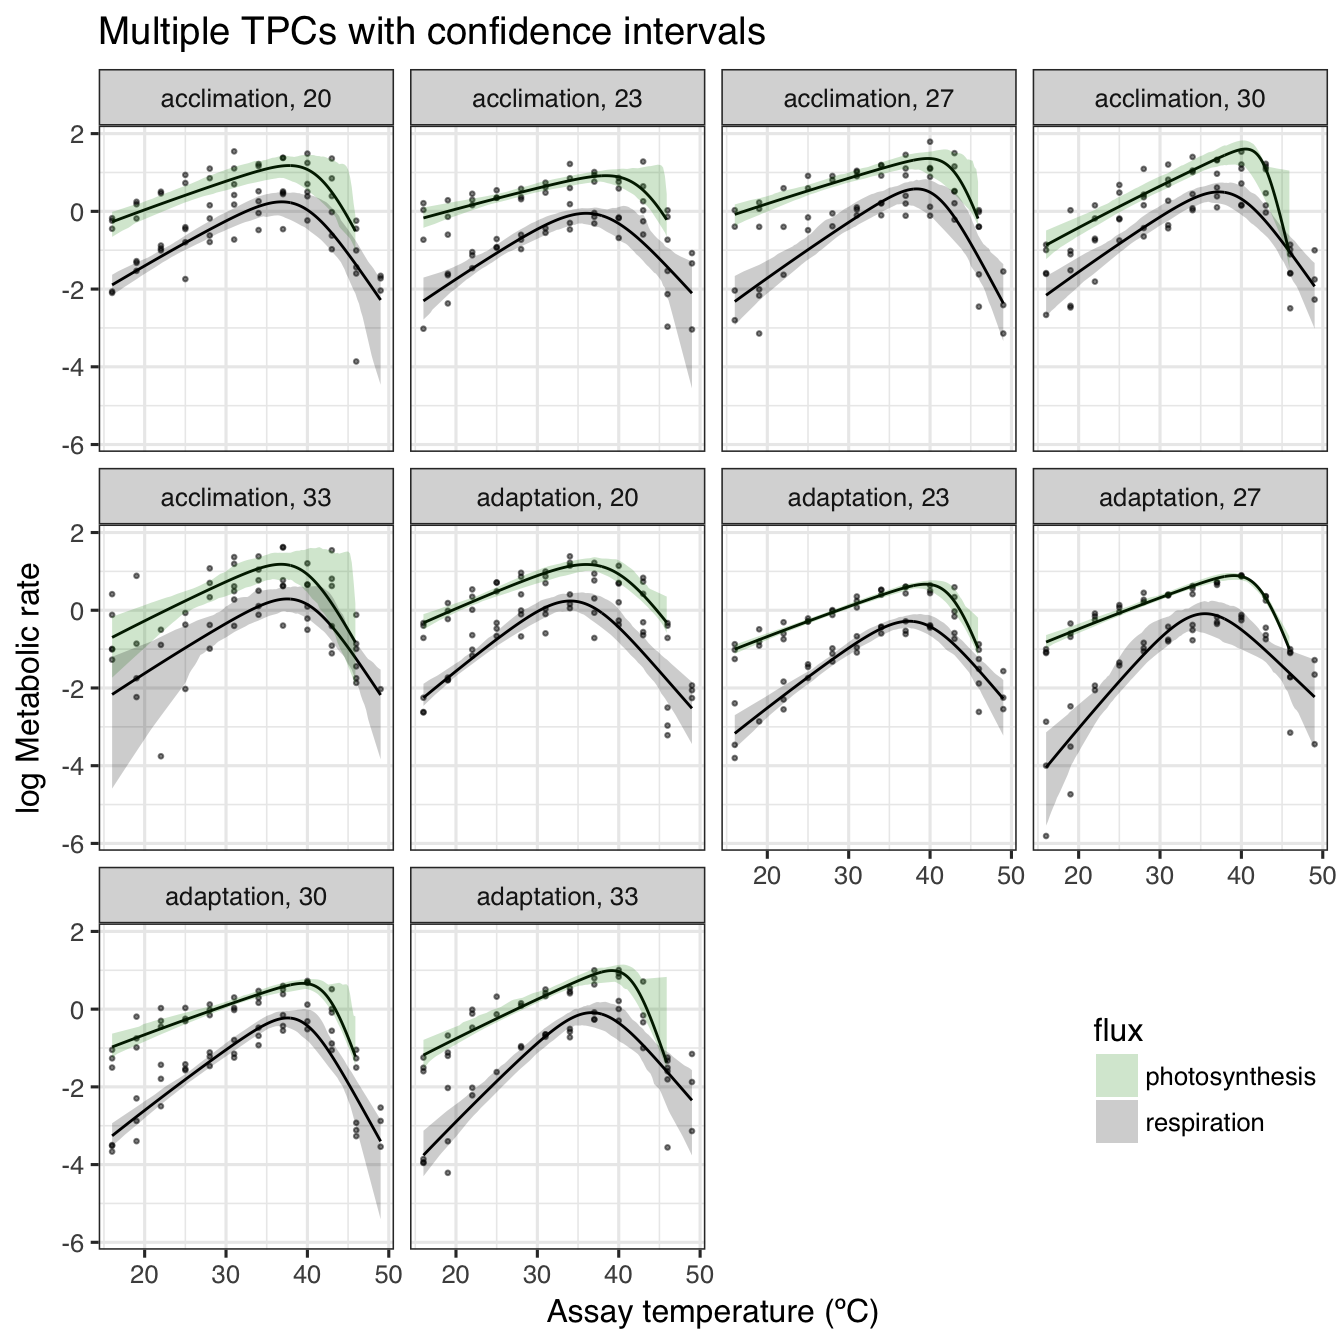 Multiple TPCs with confidence intervals
acclimation, 20
acclimation, 23
acclimation, 27
acclimation, 30
2
0
-2
-4
-6
acclimation, 33
adaptation, 20
adaptation, 23
adaptation, 27
2
0
-2
-4
-6
20 30 40 50
20 30 40 50
adaptation, 30
adaptation, 33
2
0
-2
-4
-6
20 30 40 50
20 30 40 50
log Metabolic rate
Assay temperature (ºC)
flux
photosynthesis
respiration